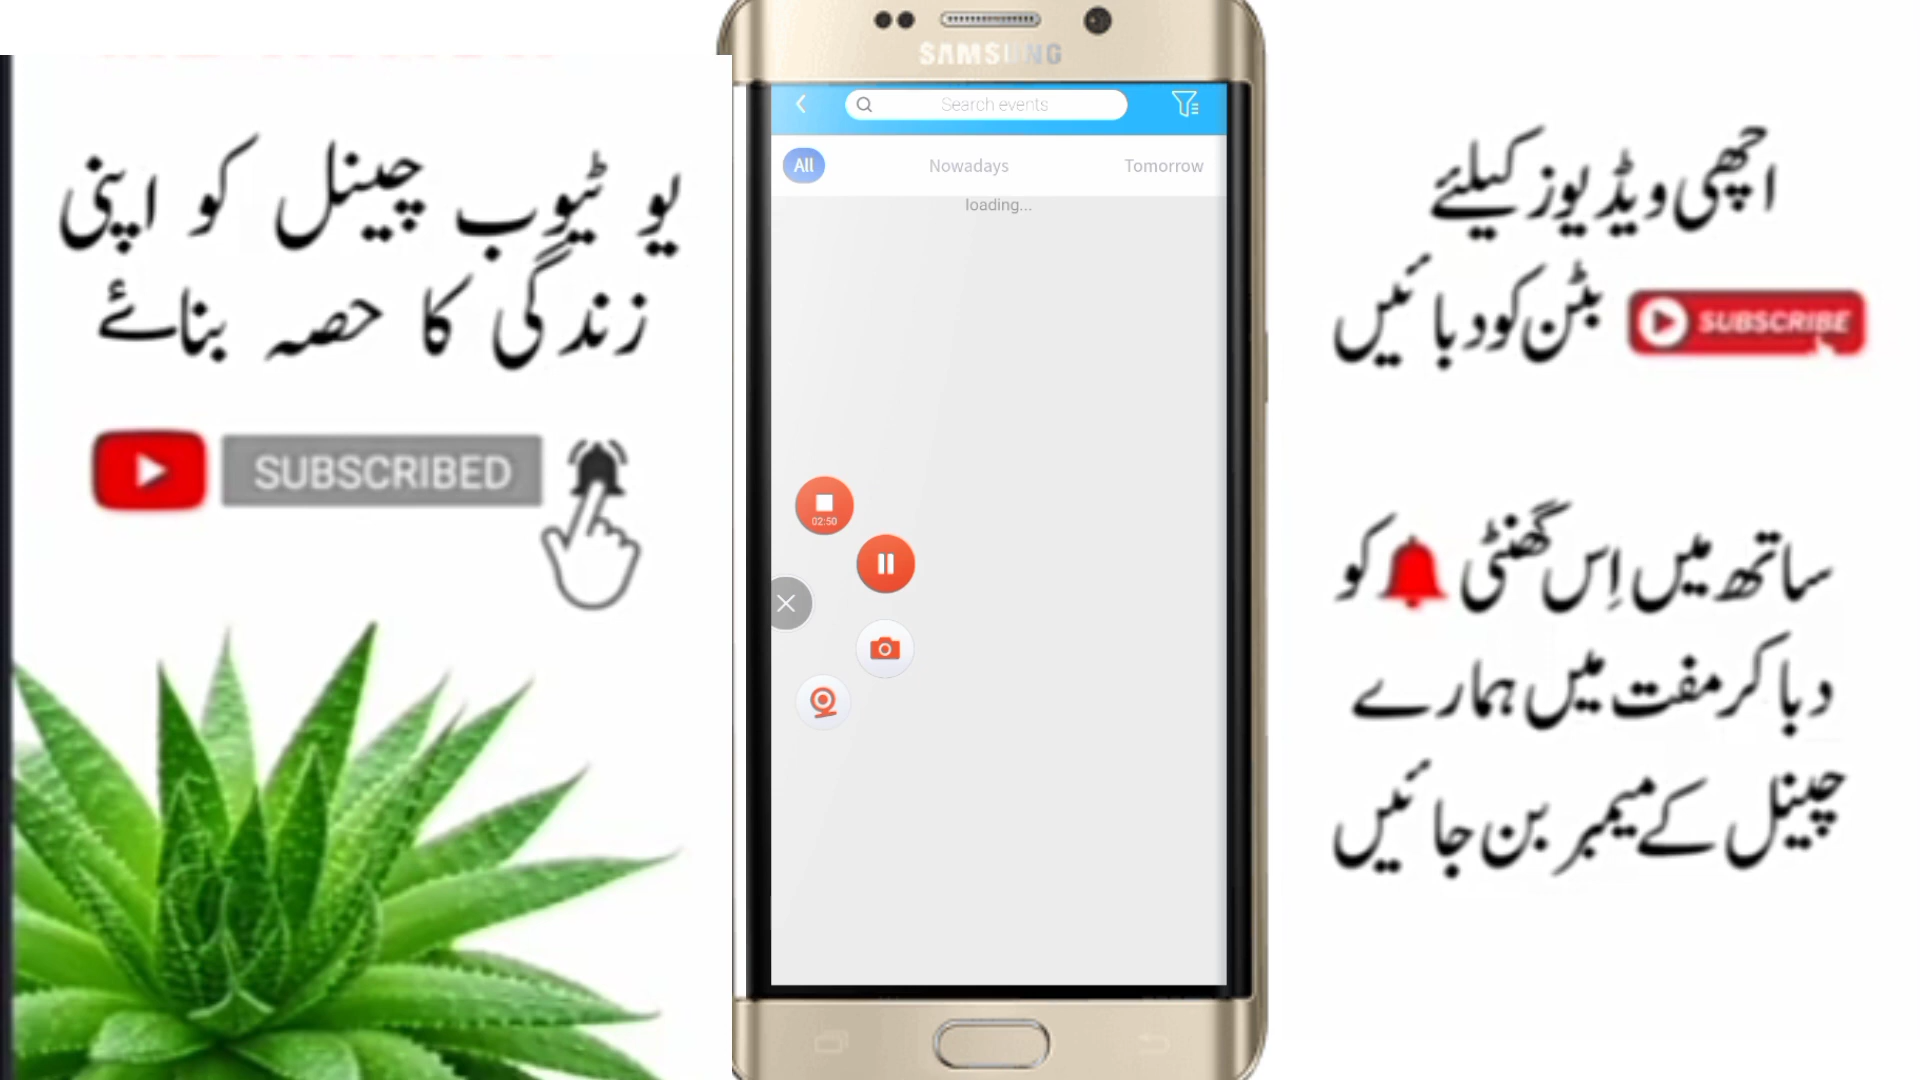 یو ٹیوب چینل کو اپنی
زندگی کا حصہ بنائے
SUBSCRIBED
SAMSUNG
Search events
All
Nowadays
Tomorrow
loading...
02:50
اچھی ویڈیوز کیلئے
بٹن کو دبائیں
SUBSCRIBE
ساتھ میں اِس گھنٹی کو
دبا کر مفت میں ہمارے
چینل کے میمبر بن جائیں